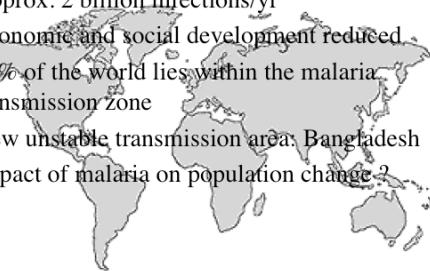 prox. 2 billion infections/yr
onomic and social development reduced
% of the world lies within the malaria
nsmission zone
w unstable transmission area: Bangladesh
pact of malaria on population change ?